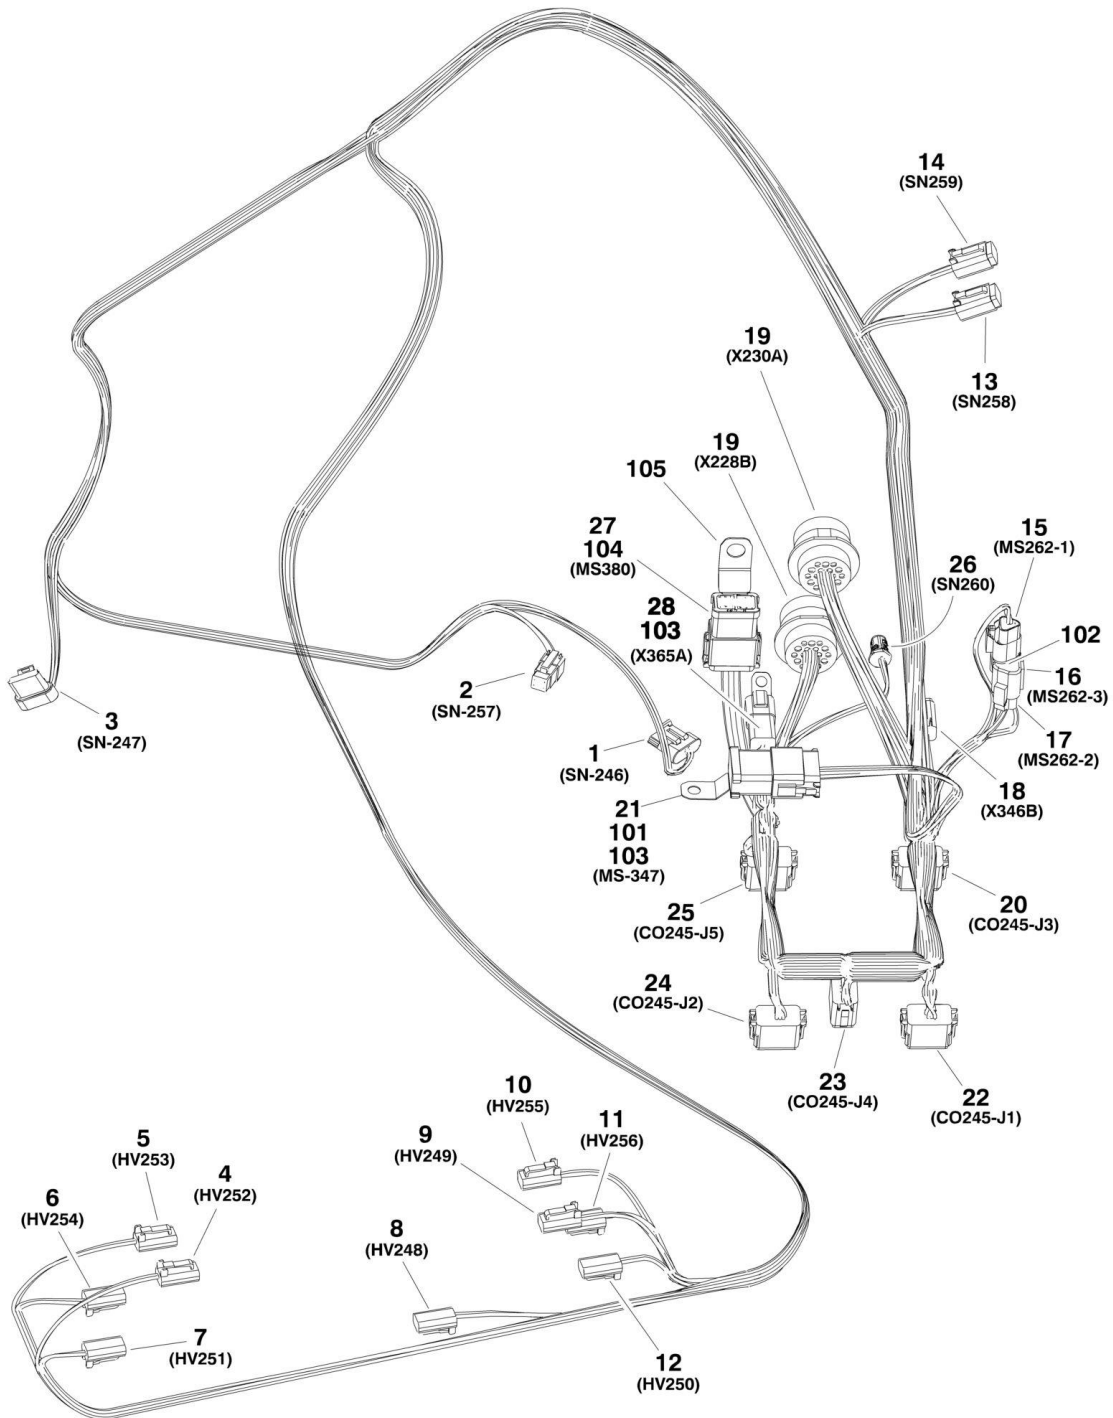 14
(SN259)
13
(SN258)
19
(X230A)
19
(X228B)
105
27
104
(MS380)
28
103
(X365A)
26
(SN260)
15
(MS262-1)
102
16
(MS262-3)
17
(MS262-2)
18
(X346B)
3
(SN-247)
2
(SN-257)
1
(SN-246)
21
101
103
(MS-347)
25
(CO245-J5)
20
(CO245-J3)
24
(CO245-J2)
23
(CO245-J4)
22
(CO245-J1)
10
(HV255)
11
(HV256)
9
(HV249)
5
(HV253)
4
(HV252)
6
(HV254)
8
(HV248)
7
(HV251)
12
(HV250)